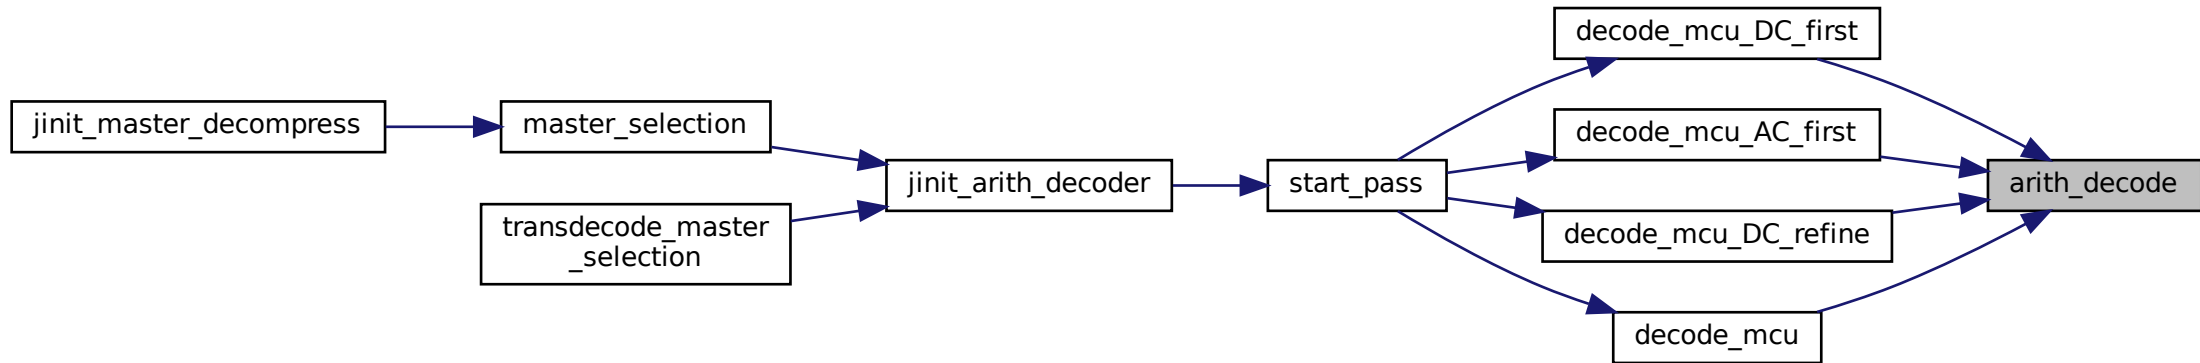 jinit_master_decompress
master_selection
transdecode_master
_selection
jinit_arith_decoder
start_pass
decode_mcu_DC_first
decode_mcu_AC_first
decode_mcu_DC_refine
decode_mcu
arith_decode